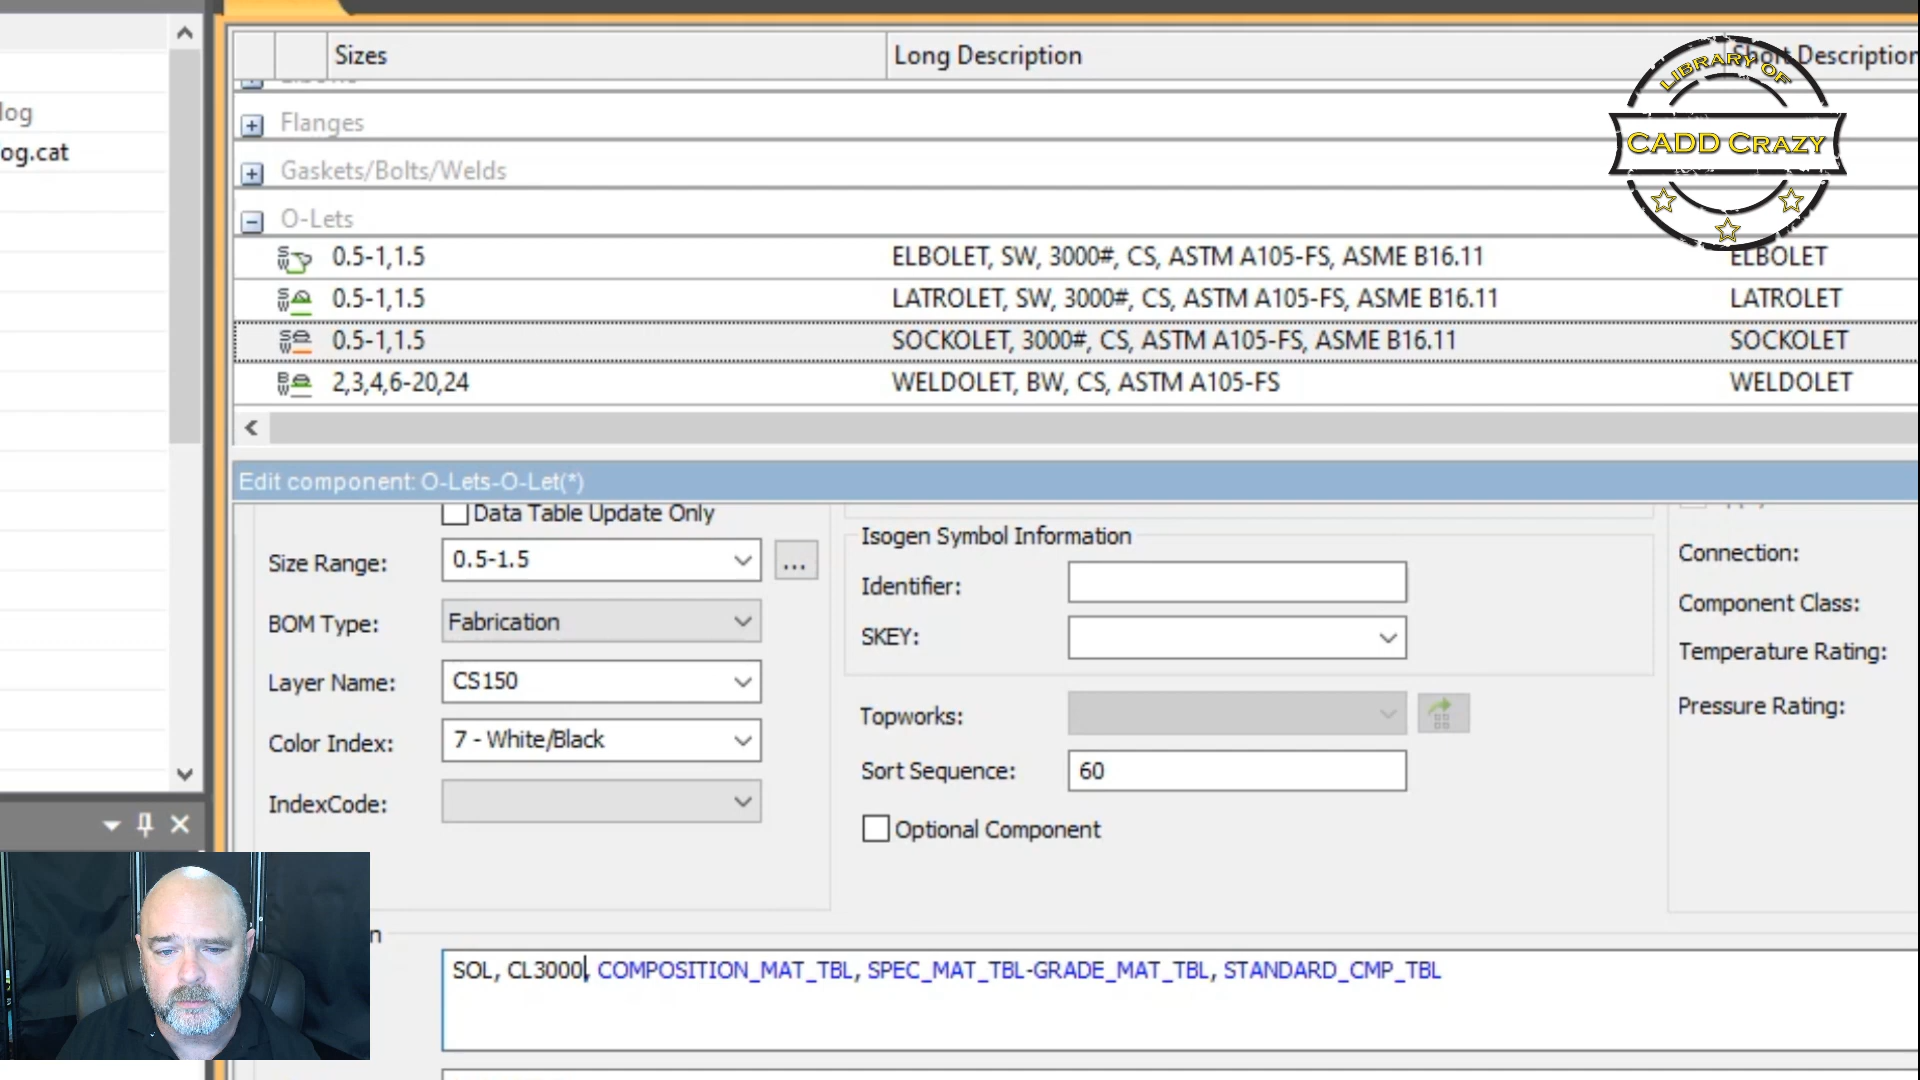 Sizes Long Description Short Description
Flanges
Gaskets/Bolts/Welds
O-Lets
0.5-1,1.5 ELBOLET, SW, 3000#, CS, ASTM A105-FS, ASME B16.11 ELBOLET
0.5-1,1.5 LATROLET, SW, 3000#, CS, ASTM A105-FS, ASME B16.11 LATROLET
0.5-1,1.5 SOCKOLET, 3000#, CS, ASTM A105-FS, ASME B16.11 SOCKOLET
2,3,4,6-20,24 WELDOLET, BW, CS, ASTM A105-FS WELDOLET
LIBRARY OF
CADD CRAZY
og.cat
Edit component: O-Lets-O-Let(*)
Data Table Update Only
Size Range: 0.5-1.5 ...
BOM Type: Fabrication
Layer Name: CS150
Color Index: 7 - White/Black
IndexCode:
Isogen Symbol Information
Identifier:
SKEY:
Topworks:
Sort Sequence: 60
Optional Component
Connection:
Component Class:
Temperature Rating:
Pressure Rating:
SOL, CL3000, COMPOSITION_MAT_TBL, SPEC_MAT_TBL-GRADE_MAT_TBL, STANDARD_CMP_TBL